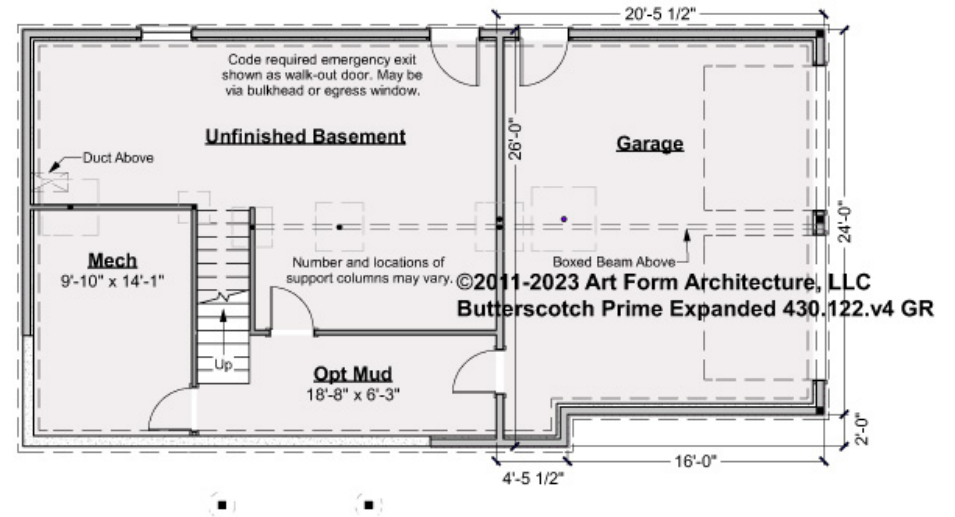 20'-5 1/2"
Code required emergency exit
shown as walk-out door. May be
via bulkhead or egress window.
Unfinished Basement
26'-0"
Garage
Duct Above
24'-0"
Mech
9'-10" x 14'-1"
Number and locations of
support columns may vary.
Boxed Beam Above
©2011-2023 Art Form Architecture, LLC
Butterscotch Prime Expanded 430.122.v4 GR
Up
Opt Mud
18'-8" x 6'-3"
2'-0"
4'-5 1/2"
16'-0"